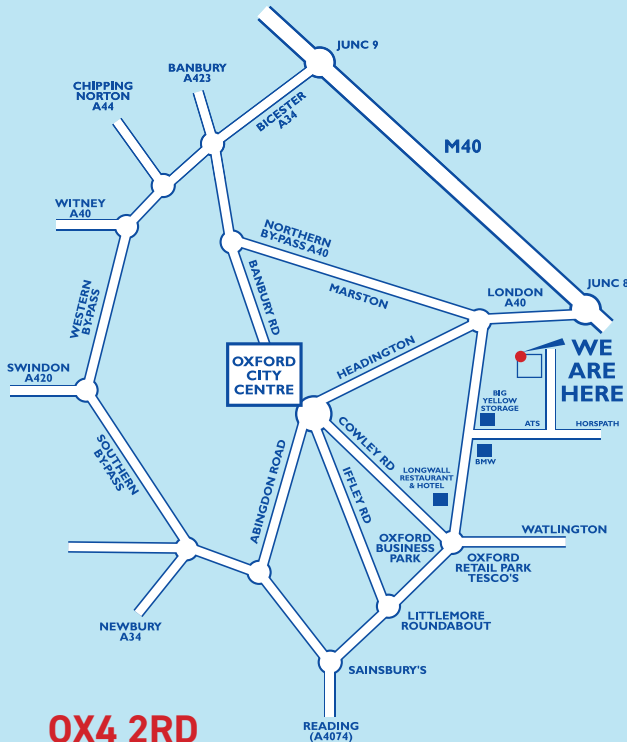 JUNC 9
BANBURY
A423
CHIPPING
NORTON
A44
BICESTER
A34
M40
WITNEY
A40
NORTHERN
BY-PASS A40
MARSTON
BANBURY RD
WESTERN
BY-PASS
JUNC 8
LONDON
A40
OXFORD
CITY
CENTRE
HEADINGTON
WE
ARE
HERE
SWINDON
A420
BIG
YELLOW
STORAGE
ATS
HORSPATH
COWLEY RD
SOUTHERN
BY-PASS
ABINGDON ROAD
IFFLEY RD
LONGWALL
RESTAURANT
& HOTEL
BMW
OXFORD
BUSINESS
PARK
WATLINGTON
OXFORD
RETAIL PARK
TESCO'S
NEWBURY
A34
LITTLEMORE
ROUNDABOUT
SAINSBURY'S
OX4 2RD
READING
(A4074)